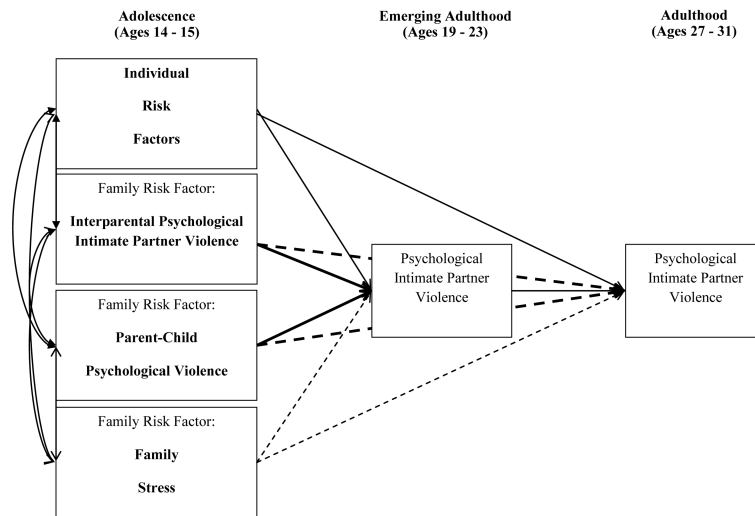 Adolescence
(Ages 14 - 15)
Emerging Adulthood
(Ages 19 - 23)
Adulthood
(Ages 27 - 31)
Individual
Risk
Factors
Family Risk Factor:
Interparental Psychological
Intimate Partner Violence
Family Risk Factor:
Parent-Child
Psychological Violence
Family Risk Factor:
Family
Stress
Psychological
Intimate Partner
Violence
Psychological
Intimate Partner
Violence